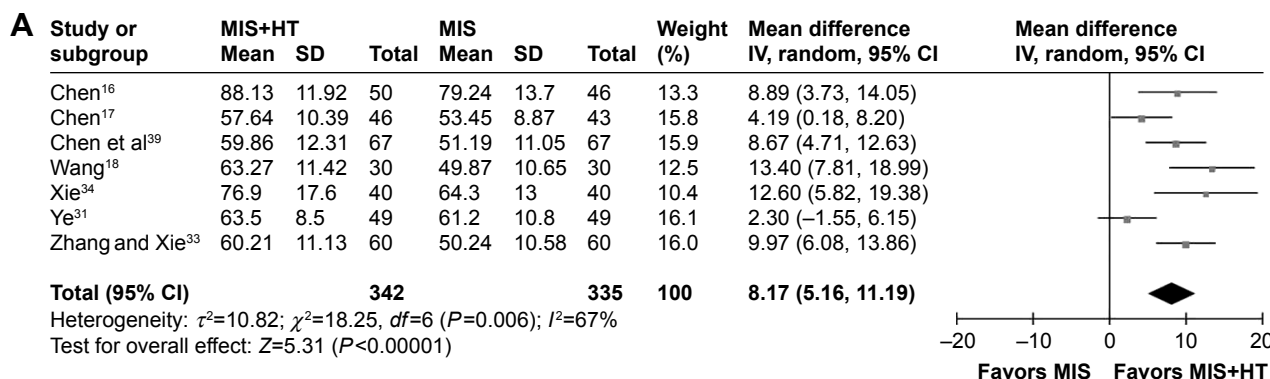 A Study or MIS+HT MIS Weight Mean difference Mean difference
subgroup Mean SD Total Mean SD Total (%) IV, random, 95% CI IV, random, 95% CI
Chen¹⁶ 88.13 11.92 50 79.24 13.7 46 13.3 8.89 (3.73, 14.05)
Chen¹⁷ 57.64 10.39 46 53.45 8.87 43 15.8 4.19 (0.18, 8.20)
Chen et al³⁹ 59.86 12.31 67 51.19 11.05 67 15.9 8.67 (4.71, 12.63)
Wang¹⁸ 63.27 11.42 30 49.87 10.65 30 12.5 13.40 (7.81, 18.99)
Xie³⁴ 76.9 17.6 40 64.3 13 40 10.4 12.60 (5.82, 19.38)
Ye³¹ 63.5 8.5 49 61.2 10.8 49 16.1 2.30 (–1.55, 6.15)
Zhang and Xie³³ 60.21 11.13 60 50.24 10.58 60 16.0 9.97 (6.08, 13.86)
Total (95% CI) 342 335 100 8.17 (5.16, 11.19)
Heterogeneity: τ²=10.82; χ²=18.25, df=6 (P=0.006); I²=67%
Test for overall effect: Z=5.31 (P<0.00001)
–20 –10 0 10 20
Favors MIS Favors MIS+HT